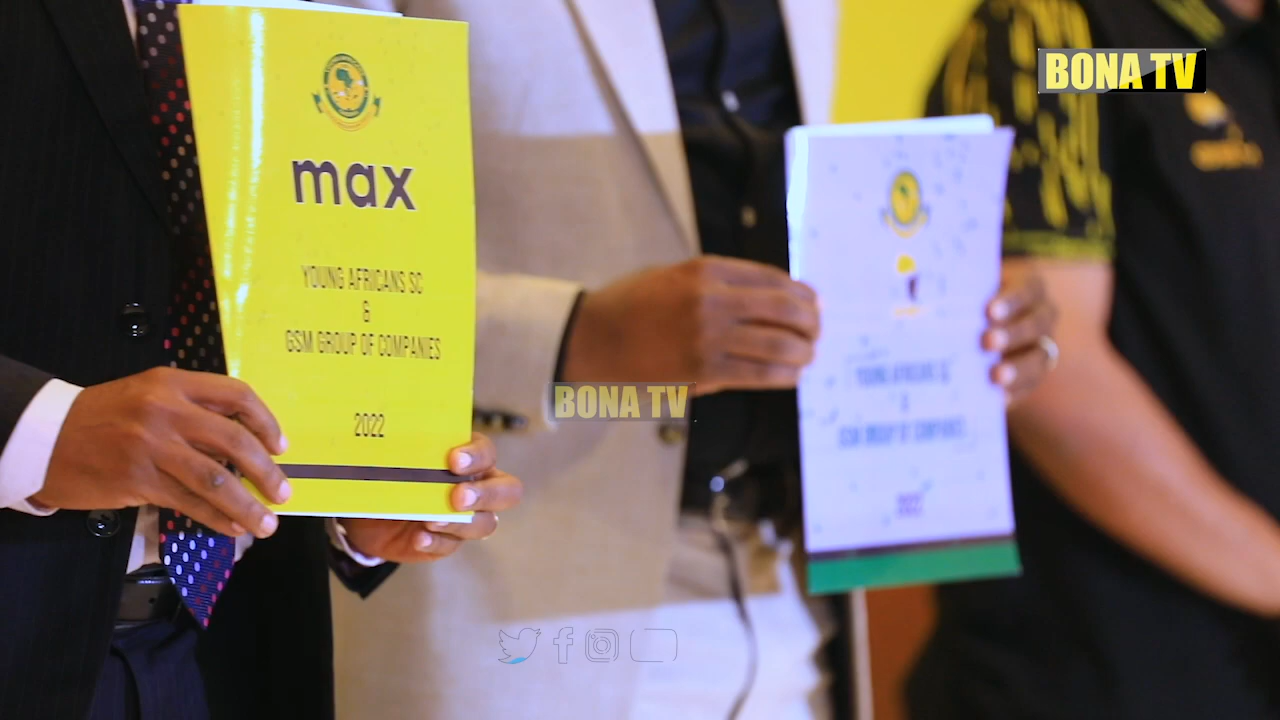 max
YOUNG AFRICANS SC
&
GSM GROUP OF COMPANIES
2022
BONA TV
BONA TV
YOUNG AFRICANS SC
&
GSM GROUP OF COMPANIES
2022